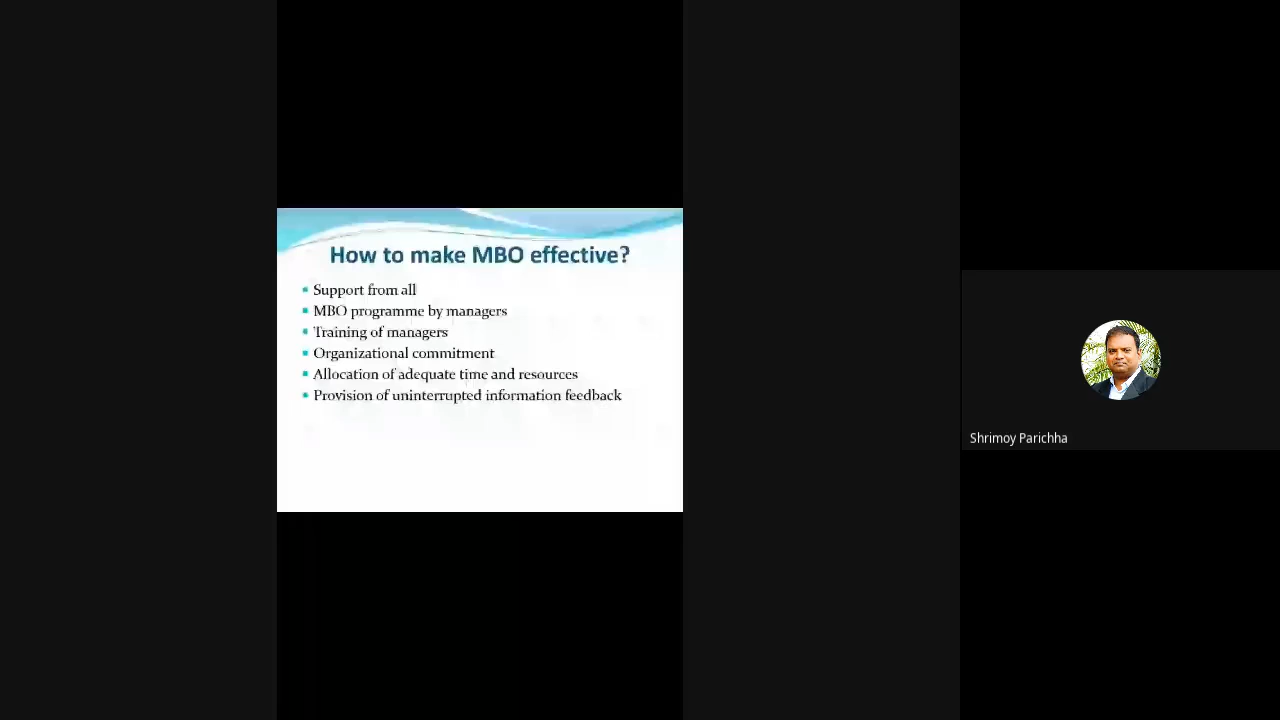 How to make MBO effective?
Support from all
MBO programme by managers
Training of managers
Organizational commitment
Allocation of adequate time and resources
Provision of uninterrupted information feedback
Shrimoy Parichha